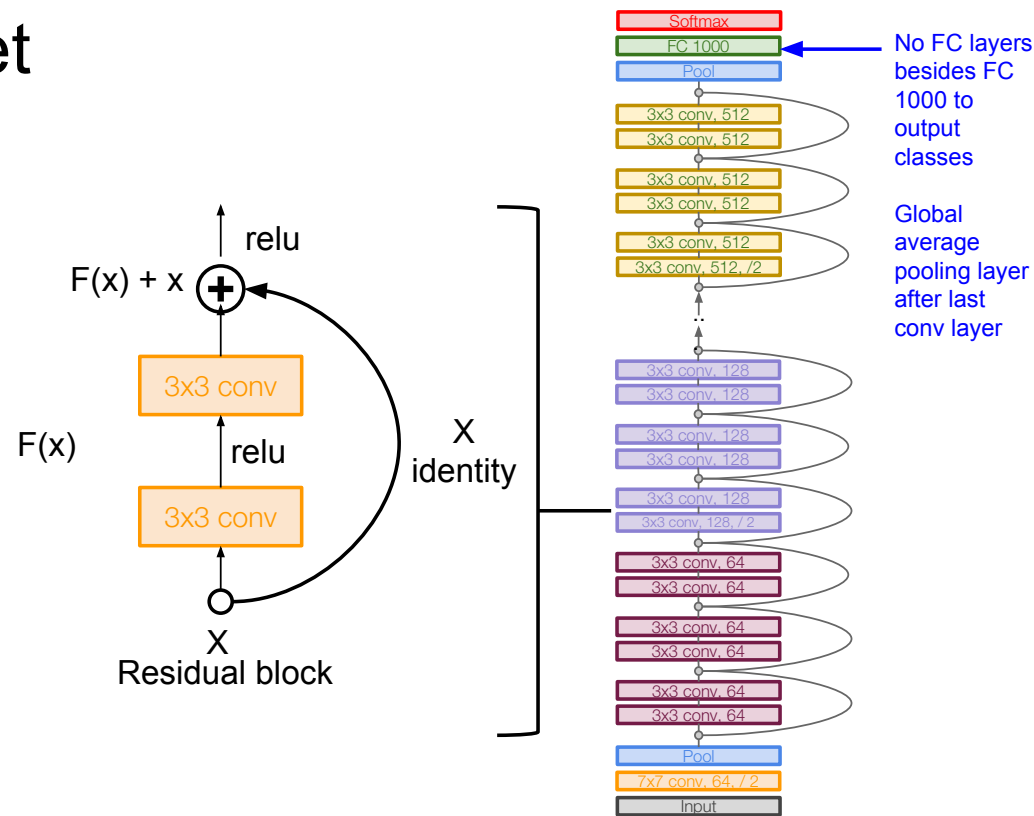 et
relu
F(x) + x
+
3x3 conv
relu
F(x)
X
identity
3x3 conv
X
Residual block
Softmax
FC 1000
Pool
3x3 conv, 512
3x3 conv, 512
3x3 conv, 512
3x3 conv, 512
3x3 conv, 512
3x3 conv, 512, /2
..
3x3 conv, 128
3x3 conv, 128
3x3 conv, 128
3x3 conv, 128
3x3 conv, 128
3x3 conv, 128, / 2
3x3 conv, 64
3x3 conv, 64
3x3 conv, 64
3x3 conv, 64
3x3 conv, 64
3x3 conv, 64
Pool
7x7 conv, 64, / 2
Input
No FC layers
besides FC
1000 to
output
classes
Global
average
pooling layer
after last
conv layer